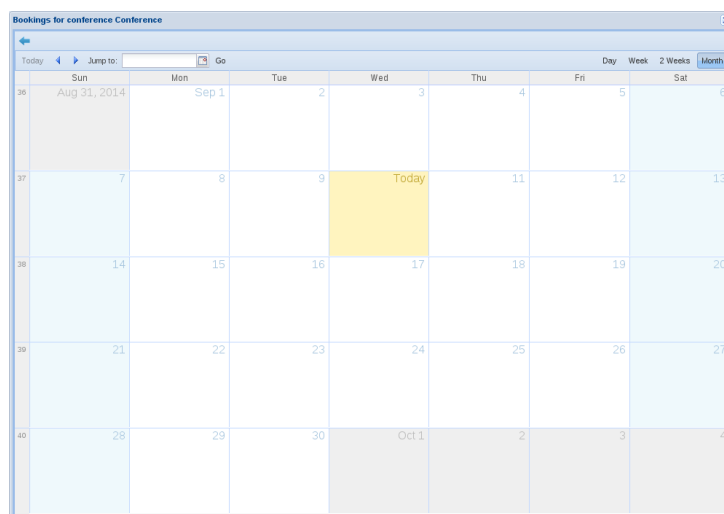 Bookings for conference Conference
Today Jump to: Go Day Week 2 Weeks Month
Sun Mon Tue Wed Thu Fri Sat
36 Aug 31, 2014 Sep 1 2 3 4 5 6
37 7 8 9 Today 11 12 13
38 14 15 16 17 18 19 20
39 21 22 23 24 25 26 27
40 28 29 30 Oct 1 2 3 4